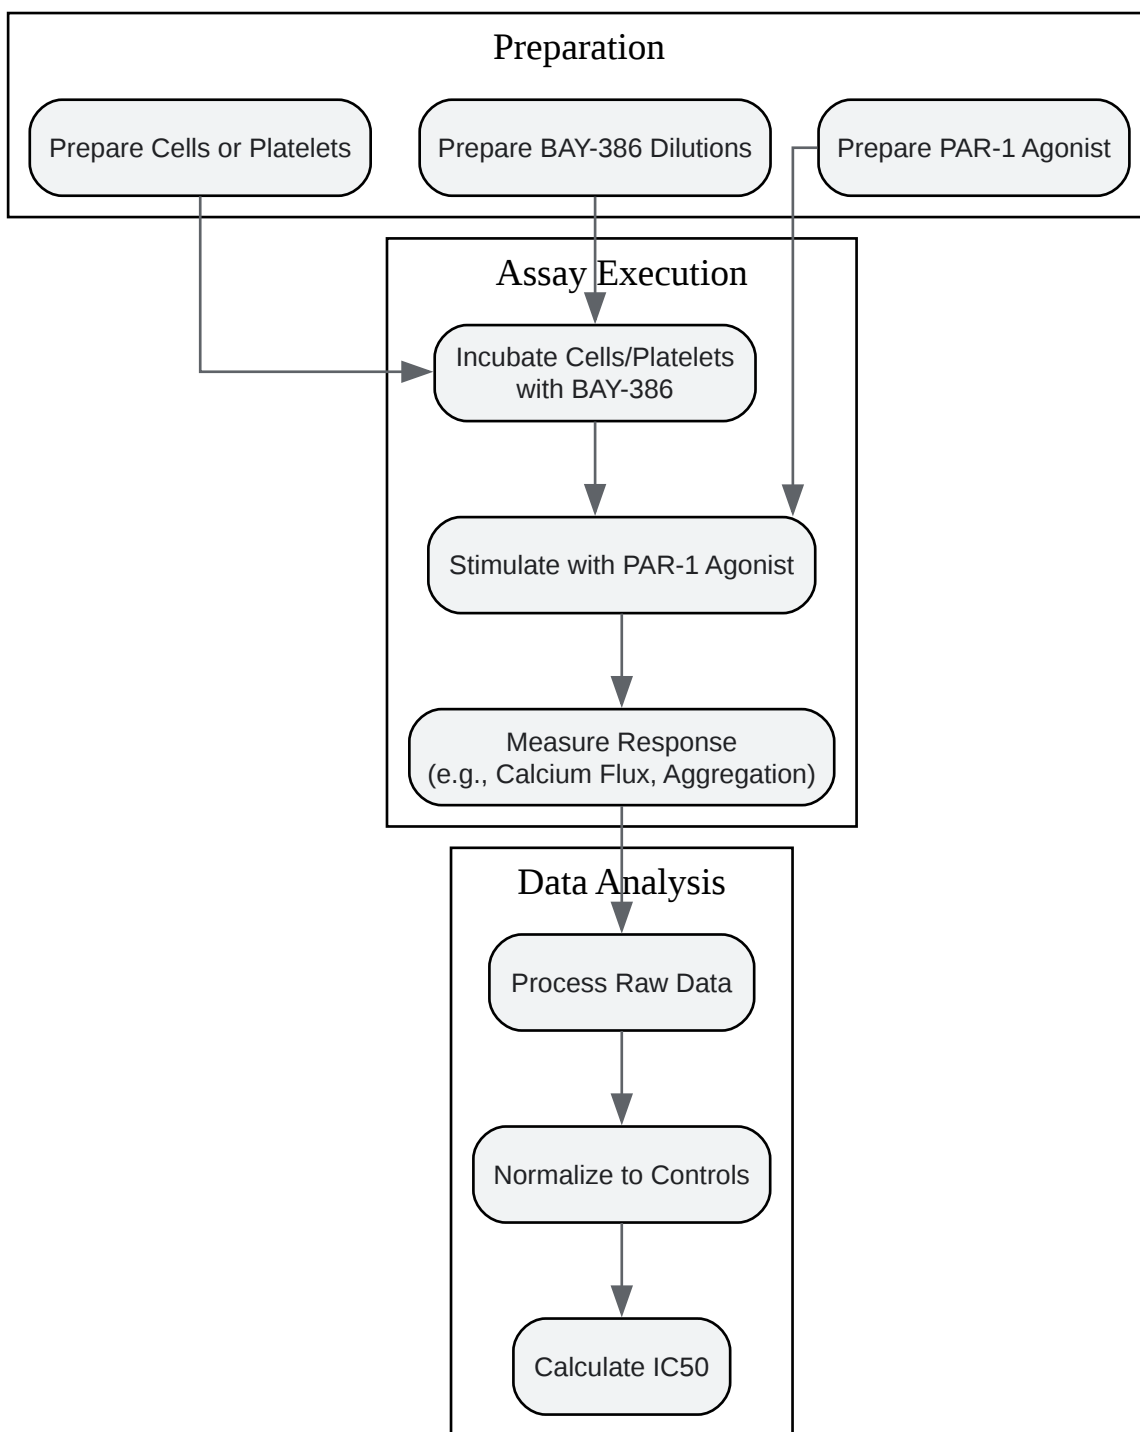 Preparation
Prepare Cells or Platelets
Prepare BAY-386 Dilutions
Prepare PAR-1 Agonist
Assay Execution
Incubate Cells/Platelets
with BAY-386
Stimulate with PAR-1 Agonist
Measure Response
(e.g., Calcium Flux, Aggregation)
Data Analysis
Process Raw Data
Normalize to Controls
Calculate IC50